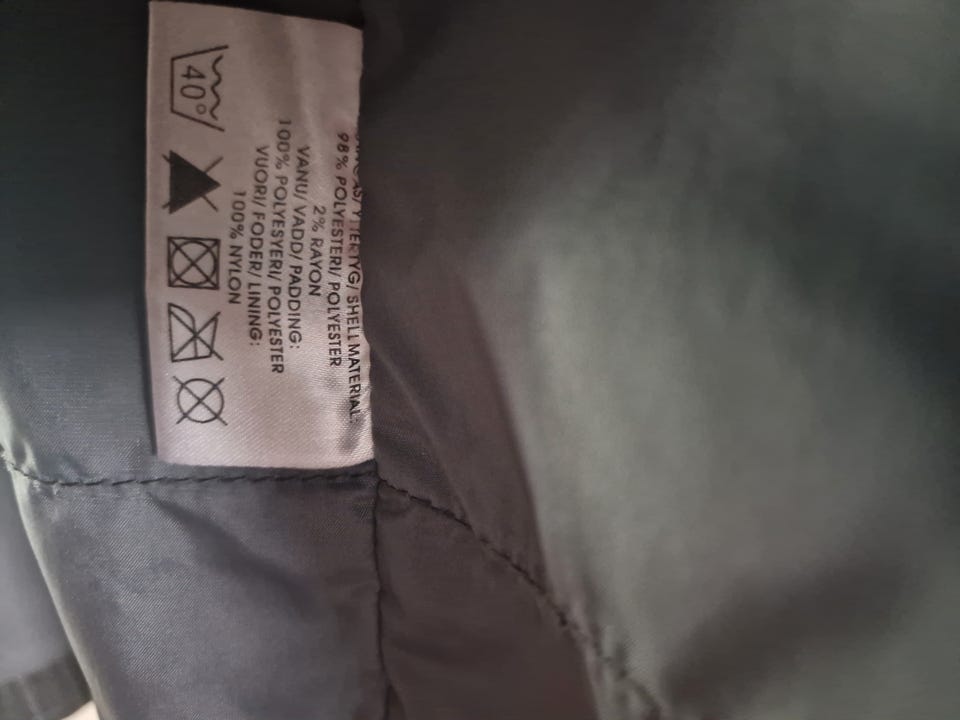 YTTERTYG/ SHELL MATERIAL:
98% POLYESTERI/ POLYESTER
2% RAYON
VANU/ VADD/ PADDING:
100% POLYESYERI/ POLYESTER
VUORI/ FODER/ LINING:
100% NYLON
40°